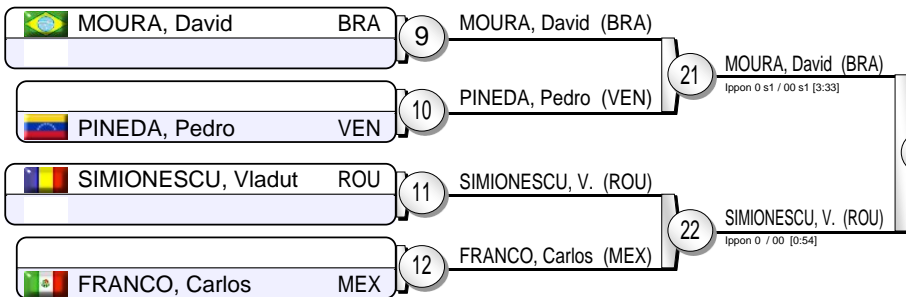 MOURA, David BRA
9
MOURA, David (BRA)
21
MOURA, David (BRA)
Ippon 0 s1 / 00 s1 [3:33]
10
PINEDA, Pedro (VEN)
PINEDA, Pedro VEN
SIMIONESCU, Vladut ROU
11
SIMIONESCU, V. (ROU)
22
SIMIONESCU, V. (ROU)
Ippon 0 / 00 [0:54]
12
FRANCO, Carlos (MEX)
FRANCO, Carlos MEX